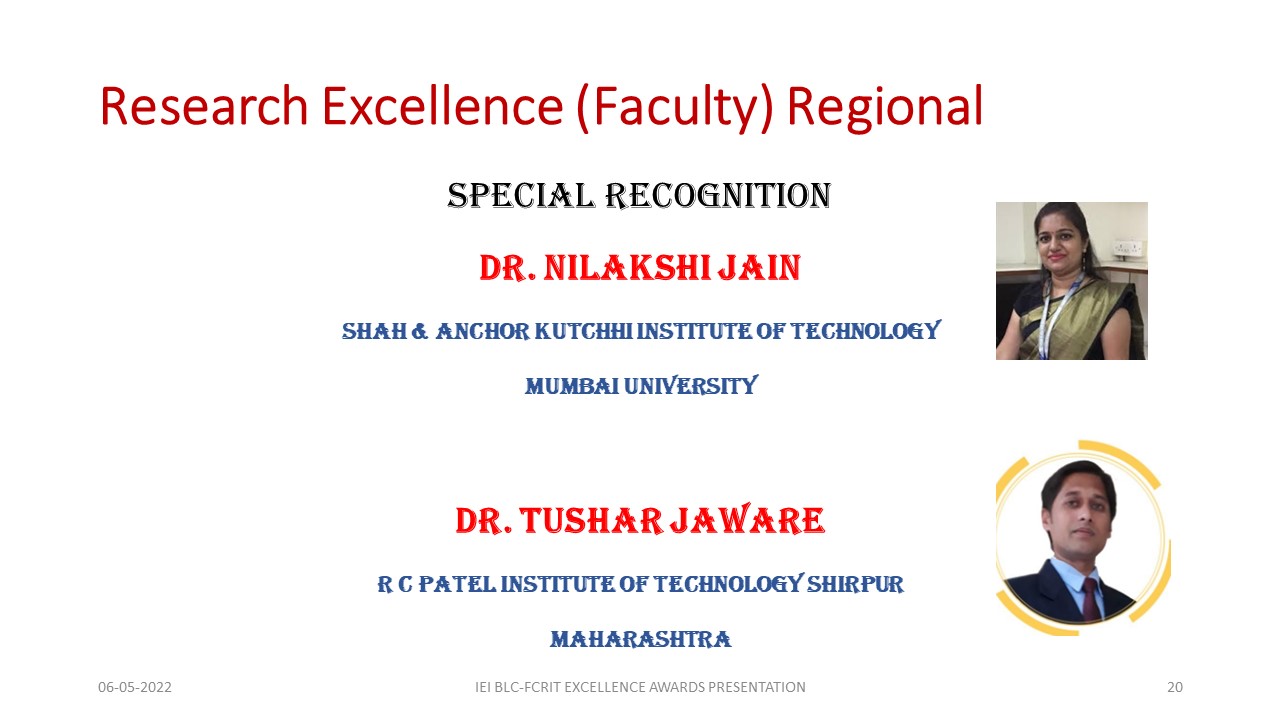 Research Excellence (Faculty) Regional
SPECIAL RECOGNITION
DR. NILAKSHI JAIN
SHAH & ANCHOR KUTCHHI INSTITUTE OF TECHNOLOGY
MUMBAI UNIVERSITY
DR. TUSHAR JAWARE
R C PATEL INSTITUTE OF TECHNOLOGY SHIRPUR
MAHARASHTRA
06-05-2022
IEI BLC-FCRIT EXCELLENCE AWARDS PRESENTATION
20